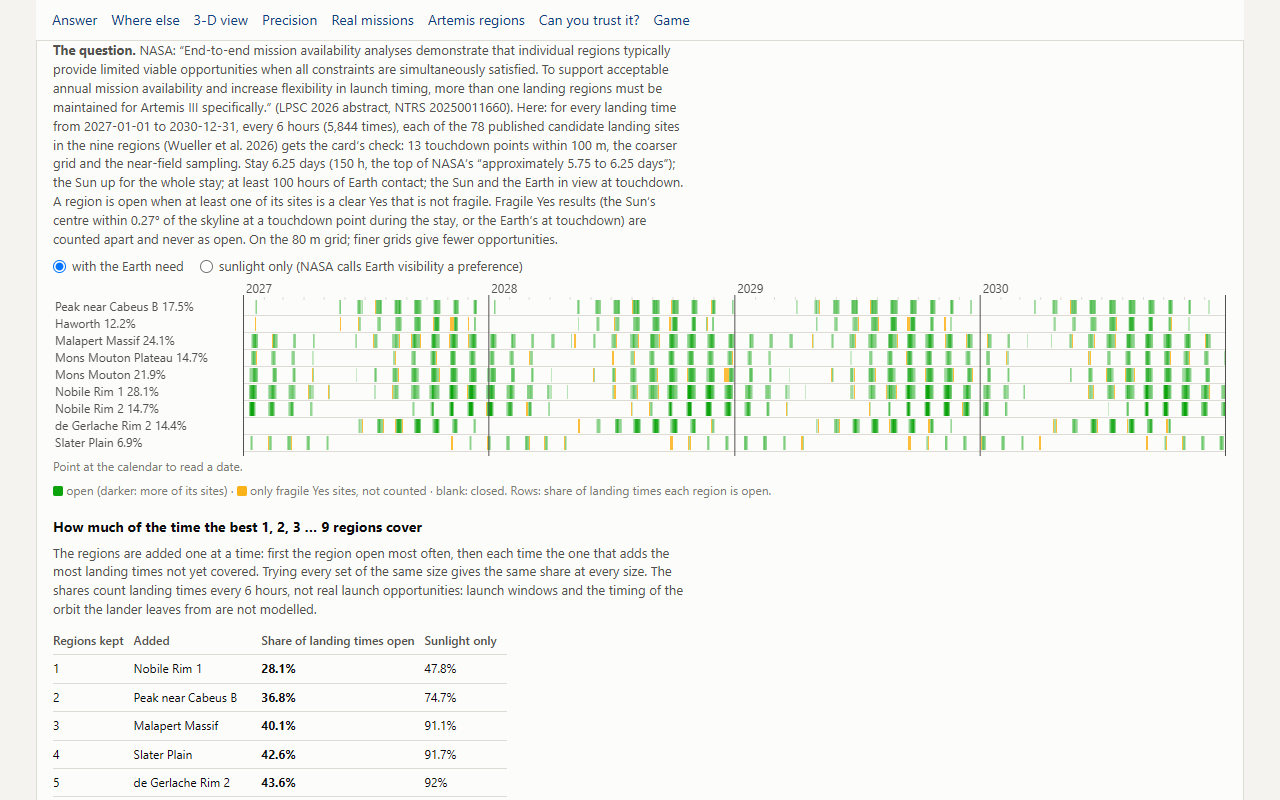 Answer Where else 3-D view Precision Real missions Artemis regions Can you trust it? Game
The question. NASA: “End-to-end mission availability analyses demonstrate that individual regions typically
provide limited viable opportunities when all constraints are simultaneously satisfied. To support acceptable
annual mission availability and increase flexibility in launch timing, more than one landing regions must be
maintained for Artemis III specifically.” (LPSC 2026 abstract, NTRS 20250011660). Here: for every landing time
from 2027-01-01 to 2030-12-31, every 6 hours (5,844 times), each of the 78 published candidate landing sites
in the nine regions (Wueller et al. 2026) gets the card’s check: 13 touchdown points within 100 m, the coarser
grid and the near-field sampling. Stay 6.25 days (150 h, the top of NASA’s “approximately 5.75 to 6.25 days”);
the Sun up for the whole stay; at least 100 hours of Earth contact; the Sun and the Earth in view at touchdown.
A region is open when at least one of its sites is a clear Yes that is not fragile. Fragile Yes results (the Sun’s
centre within 0.27° of the skyline at a touchdown point during the stay, or the Earth’s at touchdown) are
counted apart and never as open. On the 80 m grid; finer grids give fewer opportunities.
with the Earth need sunlight only (NASA calls Earth visibility a preference)
2027 2028 2029 2030
Peak near Cabeus B 17.5%
Haworth 12.2%
Malapert Massif 24.1%
Mons Mouton Plateau 14.7%
Mons Mouton 21.9%
Nobile Rim 1 28.1%
Nobile Rim 2 14.7%
de Gerlache Rim 2 14.4%
Slater Plain 6.9%
Point at the calendar to read a date.
open (darker: more of its sites) · only fragile Yes sites, not counted · blank: closed. Rows: share of landing times each region is open.
How much of the time the best 1, 2, 3 … 9 regions cover
The regions are added one at a time: first the region open most often, then each time the one that adds the
most landing times not yet covered. Trying every set of the same size gives the same share at every size. The
shares count landing times every 6 hours, not real launch opportunities: launch windows and the timing of the
orbit the lander leaves from are not modelled.
Regions kept Added Share of landing times open Sunlight only
1 Nobile Rim 1 28.1% 47.8%
2 Peak near Cabeus B 36.8% 74.7%
3 Malapert Massif 40.1% 91.1%
4 Slater Plain 42.6% 91.7%
5 de Gerlache Rim 2 43.6% 92%